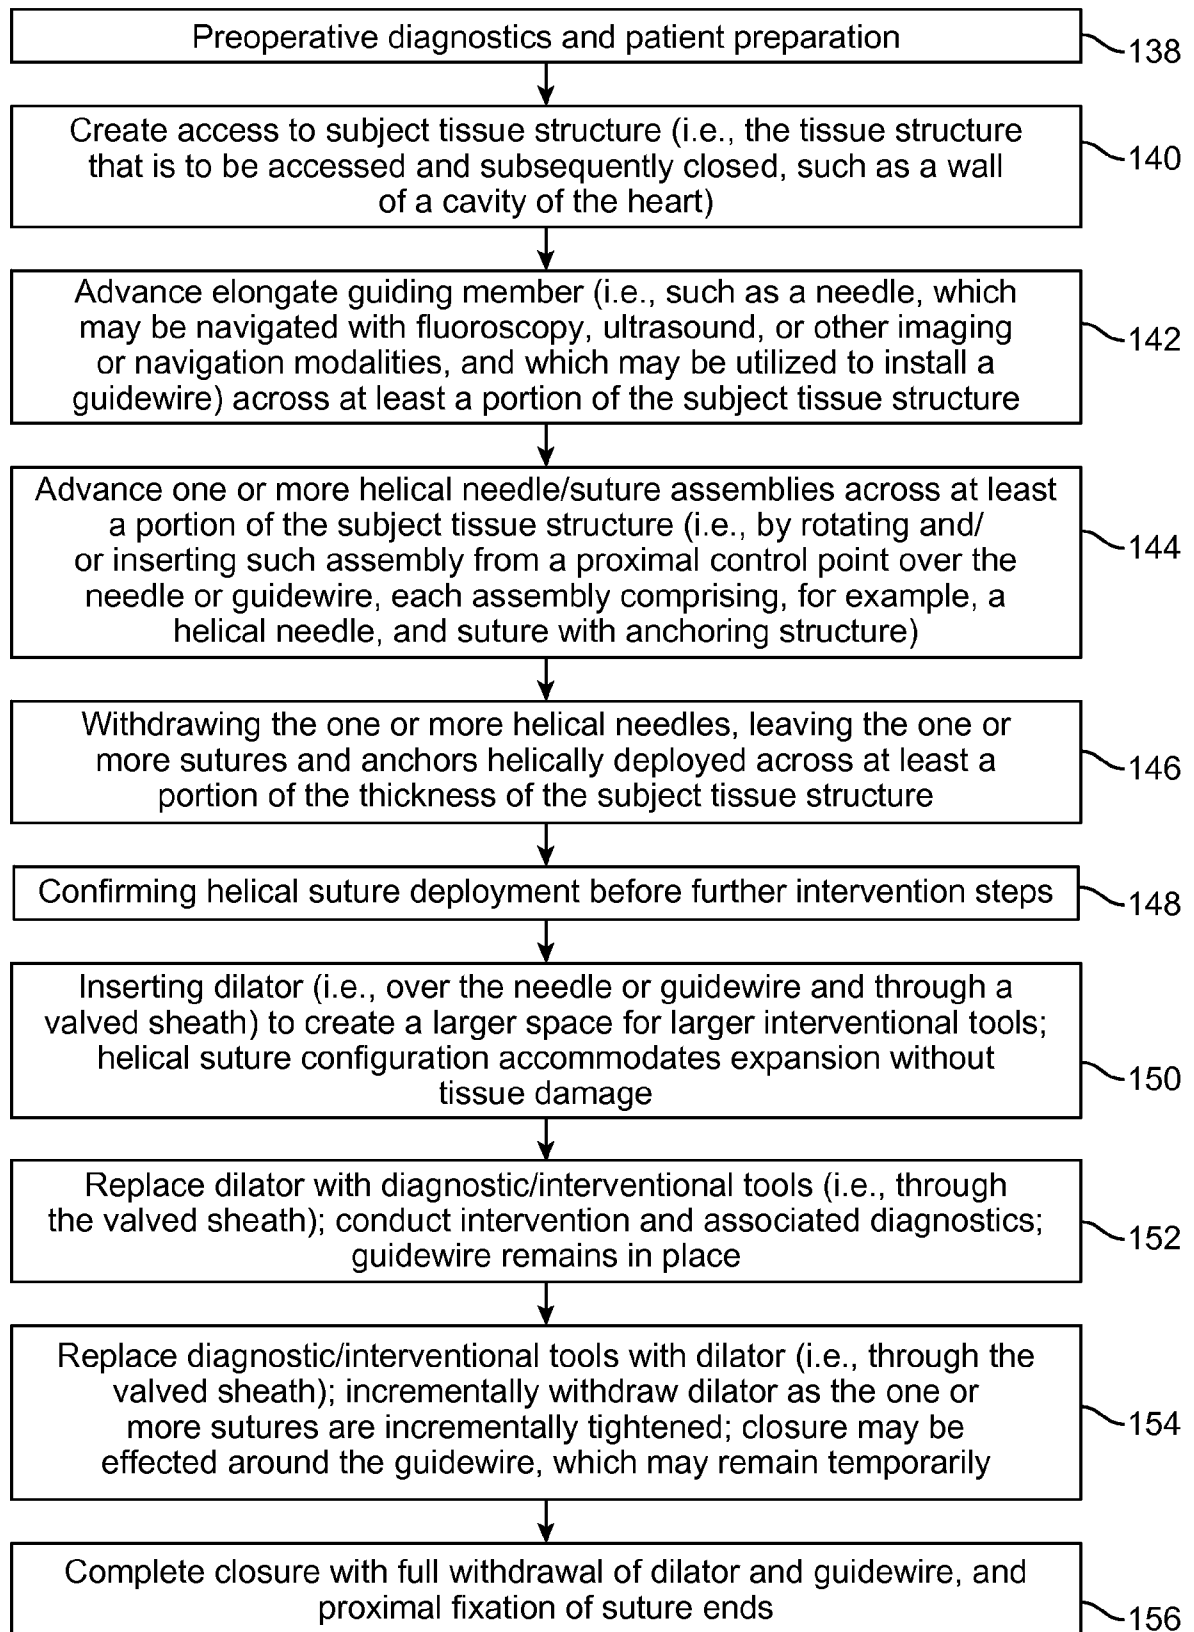 Preoperative diagnostics and patient preparation
138
Create access to subject tissue structure (i.e., the tissue structure
that is to be accessed and subsequently closed, such as a wall
of a cavity of the heart)
140
Advance elongate guiding member (i.e., such as a needle, which
may be navigated with fluoroscopy, ultrasound, or other imaging
or navigation modalities, and which may be utilized to install a
guidewire) across at least a portion of the subject tissue structure
142
Advance one or more helical needle/suture assemblies across at least
a portion of the subject tissue structure (i.e., by rotating and/
or inserting such assembly from a proximal control point over the
needle or guidewire, each assembly comprising, for example, a
helical needle, and suture with anchoring structure)
144
Withdrawing the one or more helical needles, leaving the one or
more sutures and anchors helically deployed across at least a
portion of the thickness of the subject tissue structure
146
Confirming helical suture deployment before further intervention steps
148
Inserting dilator (i.e., over the needle or guidewire and through a
valved sheath) to create a larger space for larger interventional tools;
helical suture configuration accommodates expansion without
tissue damage
150
Replace dilator with diagnostic/interventional tools (i.e., through
the valved sheath); conduct intervention and associated diagnostics;
guidewire remains in place
152
Replace diagnostic/interventional tools with dilator (i.e., through the
valved sheath); incrementally withdraw dilator as the one or
more sutures are incrementally tightened; closure may be
effected around the guidewire, which may remain temporarily
154
Complete closure with full withdrawal of dilator and guidewire, and
proximal fixation of suture ends
156